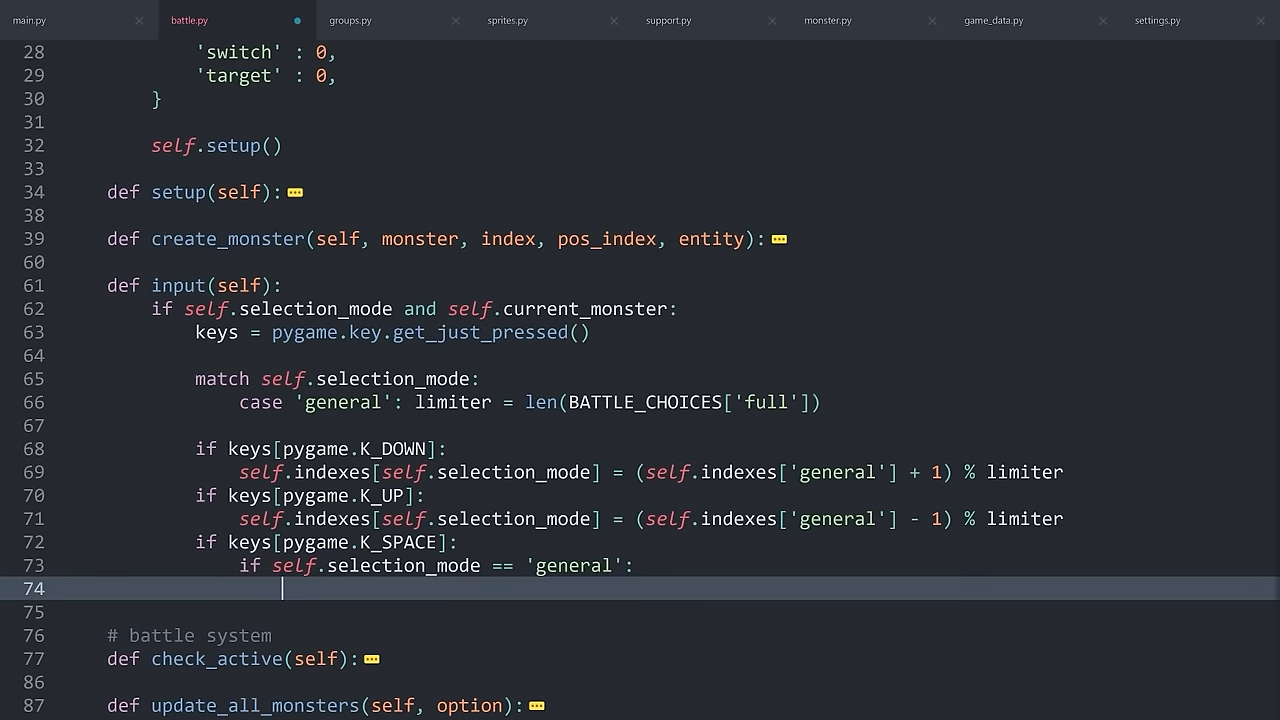 main.py battle.py groups.py sprites.py support.py monster.py game_data.py settings.py
28             'switch' : 0,
29             'target' : 0,
30         }
31
32         self.setup()
33
34     def setup(self):
38
39     def create_monster(self, monster, index, pos_index, entity):
60
61     def input(self):
62         if self.selection_mode and self.current_monster:
63             keys = pygame.key.get_just_pressed()
64
65             match self.selection_mode:
66                 case 'general': limiter = len(BATTLE_CHOICES['full'])
67
68             if keys[pygame.K_DOWN]:
69                 self.indexes[self.selection_mode] = (self.indexes['general'] + 1) % limiter
70             if keys[pygame.K_UP]:
71                 self.indexes[self.selection_mode] = (self.indexes['general'] - 1) % limiter
72             if keys[pygame.K_SPACE]:
73                 if self.selection_mode == 'general':
74
75
76     # battle system
77     def check_active(self):
86
87     def update_all_monsters(self, option):